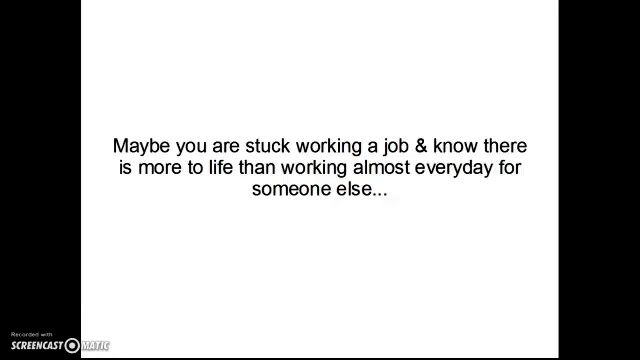 Maybe you are stuck working a job & know there
is more to life than working almost everyday for
someone else...
Recorded with
SCREENCAST MATIC